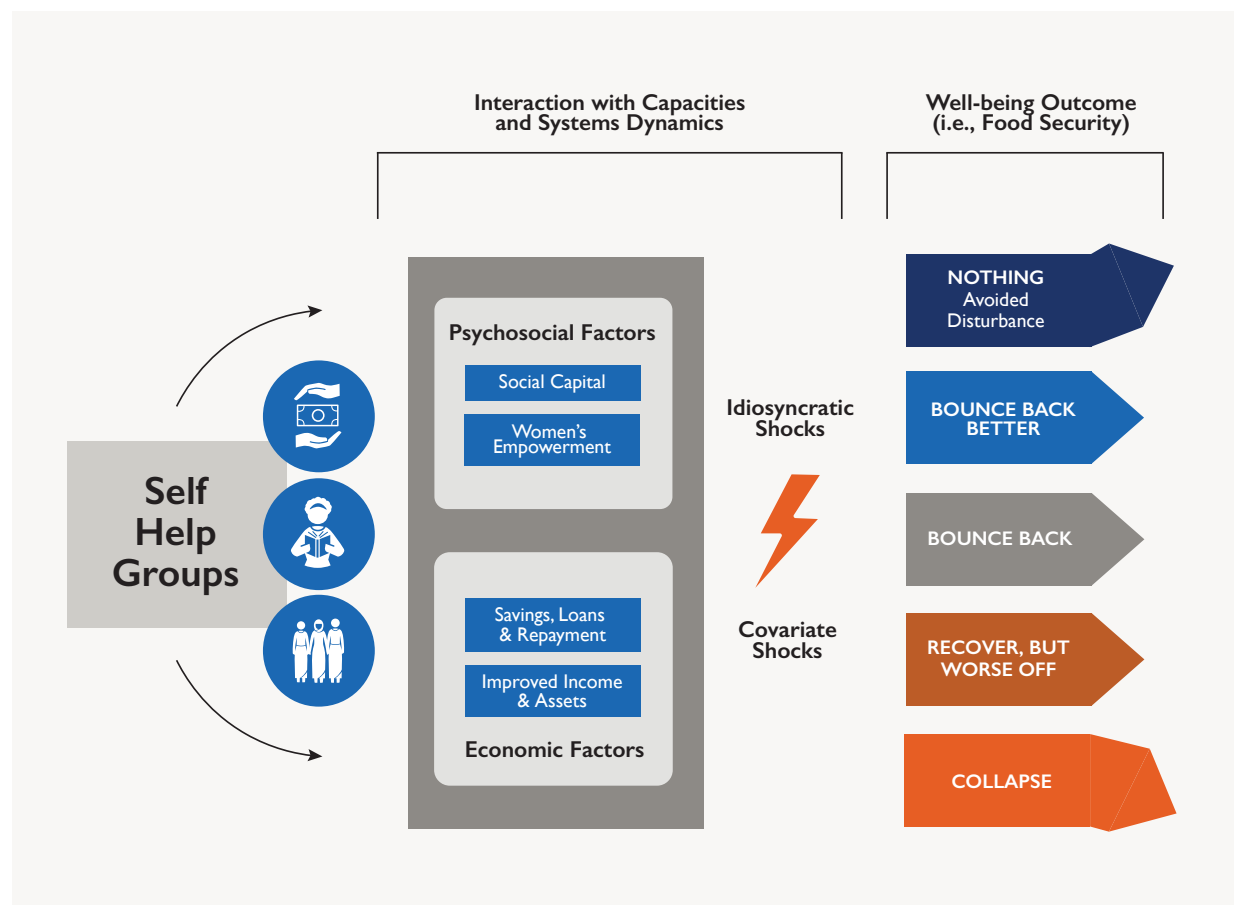 Interaction with Capacities
and Systems Dynamics
Well-being Outcome
(i.e., Food Security)
Self
Help
Groups
Psychosocial Factors
Social Capital
Women's
Empowerment
Savings, Loans
& Repayment
Improved Income
& Assets
Economic Factors
Idiosyncratic
Shocks
Covariate
Shocks
NOTHING
Avoided
Disturbance
BOUNCE BACK
BETTER
BOUNCE BACK
RECOVER, BUT
WORSE OFF
COLLAPSE